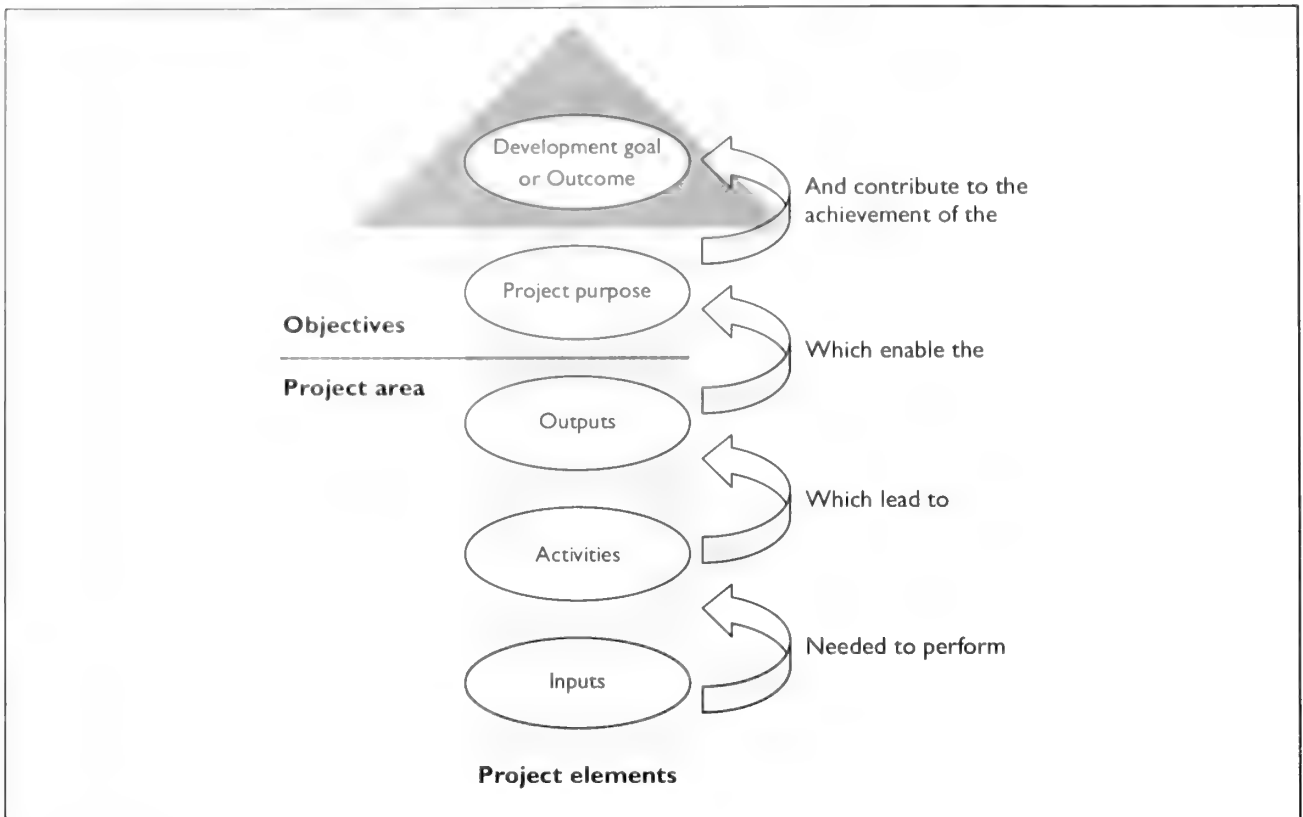 Development goal
or Outcome
And contribute to the
achievement of the
Project purpose
Objectives
Which enable the
Project area
Outputs
Which lead to
Activities
Needed to perform
Inputs
Project elements